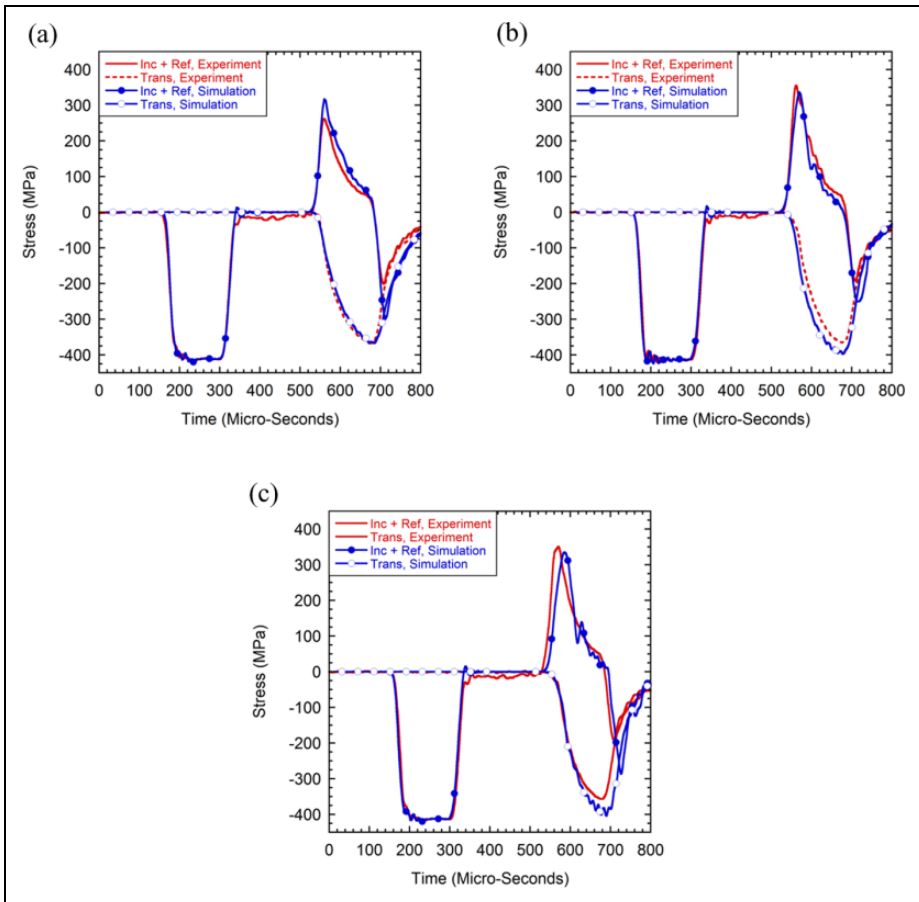 (a)
Inc + Ref, Experiment
Trans, Experiment
Inc + Ref, Simulation
Trans, Simulation
400
300
200
100
0
-100
-200
-300
-400
Stress (MPa)
0 100 200 300 400 500 600 700 800
Time (Micro-Seconds)
(b)
Inc + Ref, Experiment
Trans, Experiment
Inc + Ref, Simulation
Trans, Simulation
400
300
200
100
0
-100
-200
-300
-400
Stress (MPa)
0 100 200 300 400 500 600 700 800
Time (Micro-Seconds)
(c)
Inc + Ref, Experiment
Trans, Experiment
Inc + Ref, Simulation
Trans, Simulation
400
300
200
100
0
-100
-200
-300
-400
Stress (MPa)
0 100 200 300 400 500 600 700 800
Time (Micro-Seconds)